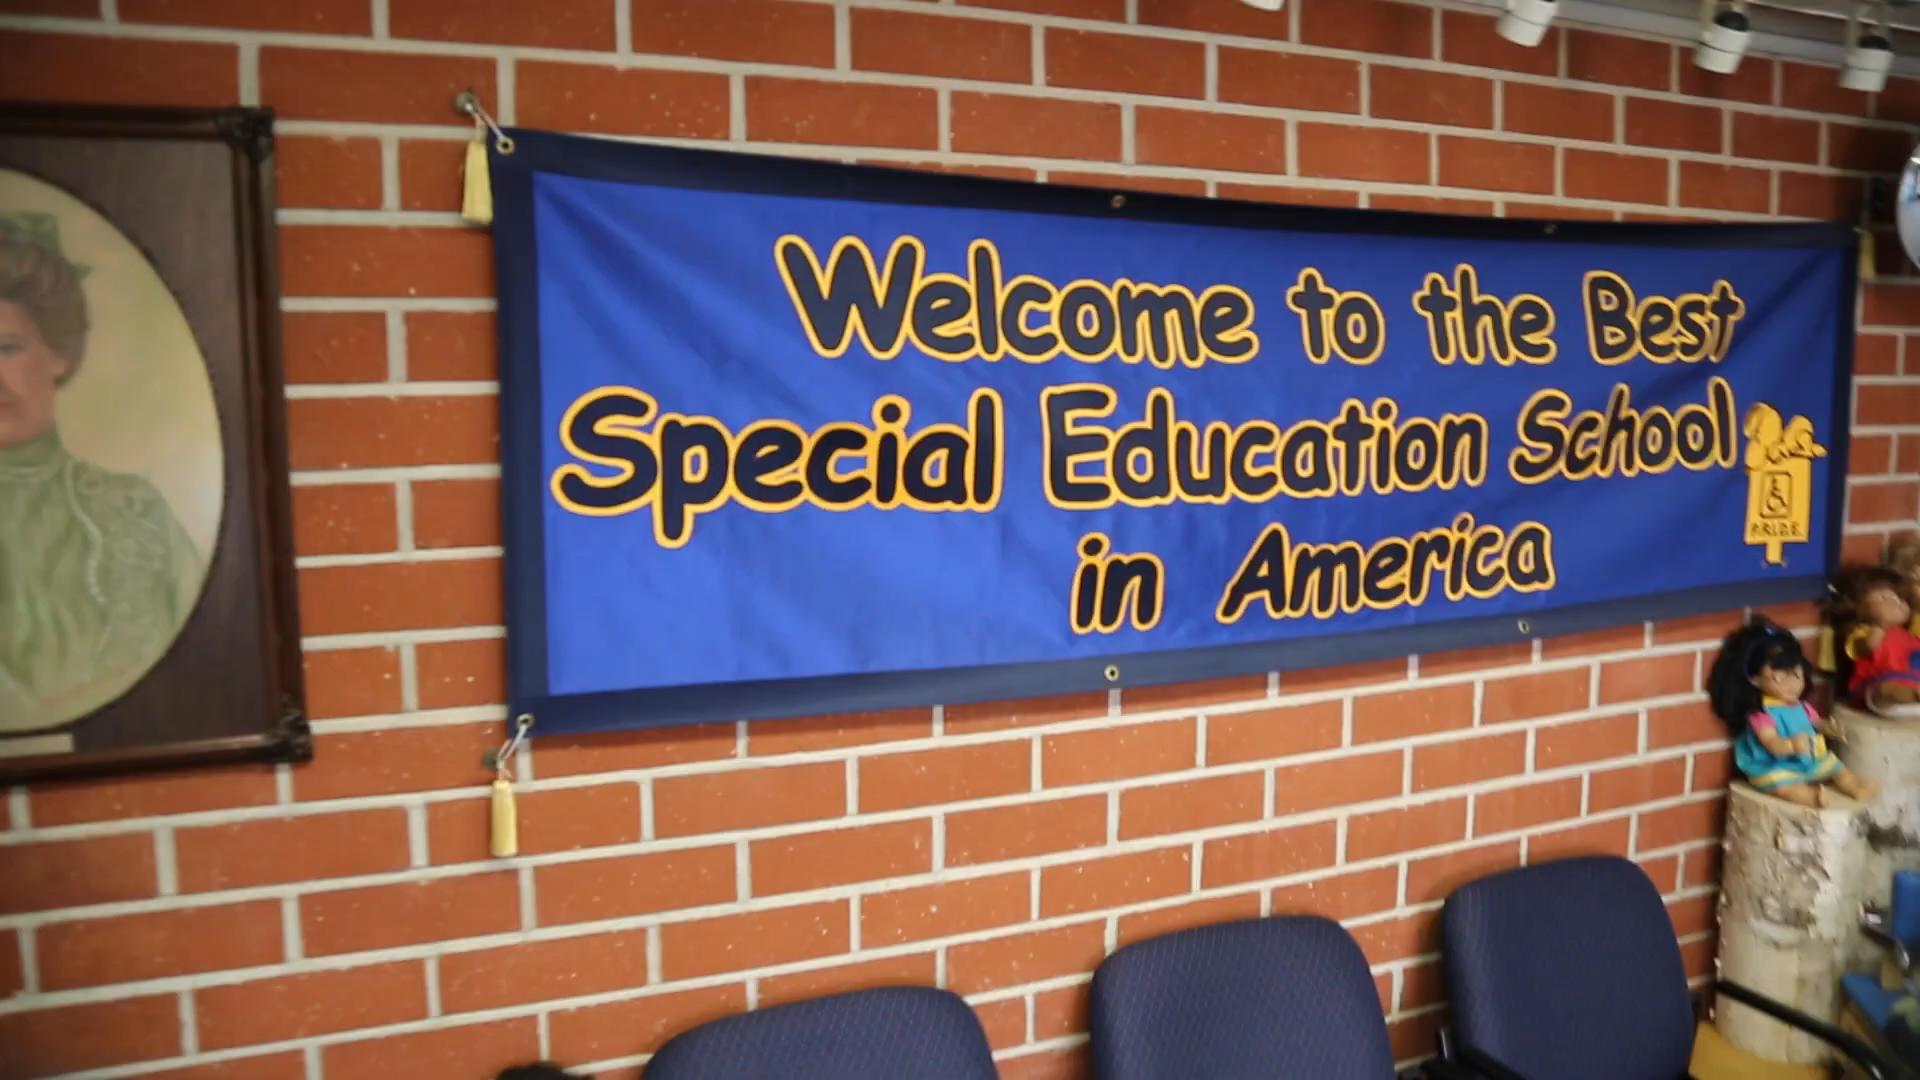 Welcome to the Best
Special Education School
in America
P.R.I.D.E.